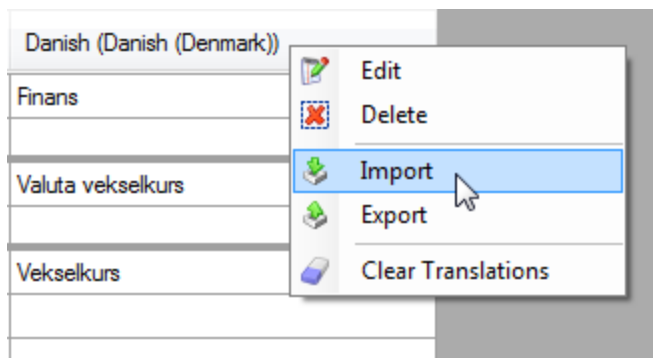 Danish (Danish (Denmark))
Finans
Valuta vekselkurs
Vekselkurs
Edit
Delete
Import
Export
Clear Translations